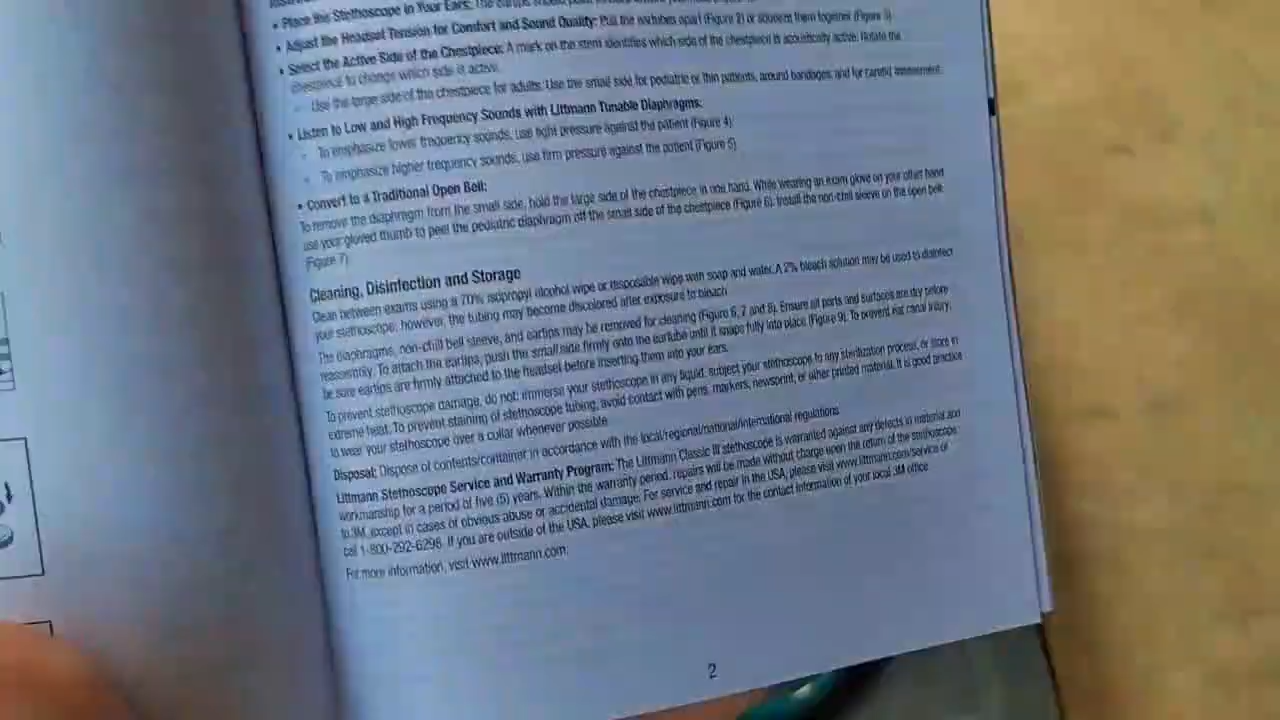 • Place the Stethoscope in Your Ears:
• Adjust the Headset Tension for Comfort and Sound Quality: Pull the eartubes apart (Figure 2) or squeeze them together (Figure 3)
• Select the Active Side of the Chestpiece: A mark on the stem identifies which side of the chestpiece is acoustically active. Rotate the
chestpiece to change which side is active.
Use the large side of the chestpiece for adults. Use the small side for pediatric or thin patients, around bandages, and for carotid assessment.
• Listen to Low and High Frequency Sounds with Littmann Tunable Diaphragms:
To emphasize lower frequency sounds, use light pressure against the patient (Figure 4)
To emphasize higher frequency sounds, use firm pressure against the patient (Figure 5)
• Convert to a Traditional Open Bell:
To remove the diaphragm from the small side, hold the large side of the chestpiece in one hand. While wearing an exam glove on your other hand
use your gloved thumb to peel the pediatric diaphragm off the small side of the chestpiece (Figure 6). Install the non-chill sleeve on the open bell.
(Figure 7)
Cleaning, Disinfection and Storage
Clean between exams using a 70% isopropyl alcohol wipe or disposable wipe with soap and water. A 2% bleach solution may be used to disinfect
your stethoscope; however, the tubing may become discolored after exposure to bleach.
The diaphragms, non-chill bell sleeve, and eartips may be removed for cleaning (Figure 6, 7 and 8). Ensure all parts and surfaces are dry before
reassembly. To attach the eartips, push the small side firmly onto the eartube until it snaps fully into place (Figure 9). To prevent ear canal injury,
be sure eartips are firmly attached to the headset before inserting them into your ears.
To prevent stethoscope damage, do not: immerse your stethoscope in any liquid, subject your stethoscope to any sterilization process, or store in
extreme heat. To prevent staining of stethoscope tubing, avoid contact with pens, markers, newsprint, or other printed material. It is good practice
to wear your stethoscope over a collar whenever possible.
Disposal: Dispose of contents/container in accordance with the local/regional/national/international regulations.
Littmann Stethoscope Service and Warranty Program: The Littmann Classic III stethoscope is warranted against any defects in material and
workmanship for a period of five (5) years. Within the warranty period, repairs will be made without charge upon the return of the stethoscope
to 3M, except in cases of obvious abuse or accidental damage. For service and repair in the USA, please visit www.littmann.com/service or
call 1-800-292-6298. If you are outside of the USA, please visit www.littmann.com for the contact information of your local 3M office
For more information, visit www.littmann.com.
2